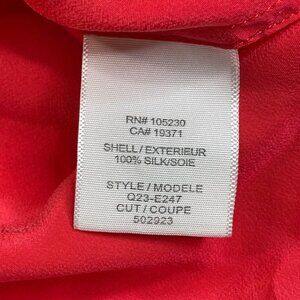 RN# 105230
CA# 19371
SHELL / EXTERIEUR
100% SILK/SOIE
STYLE / MODELE
Q23-E247
CUT / COUPE
502923